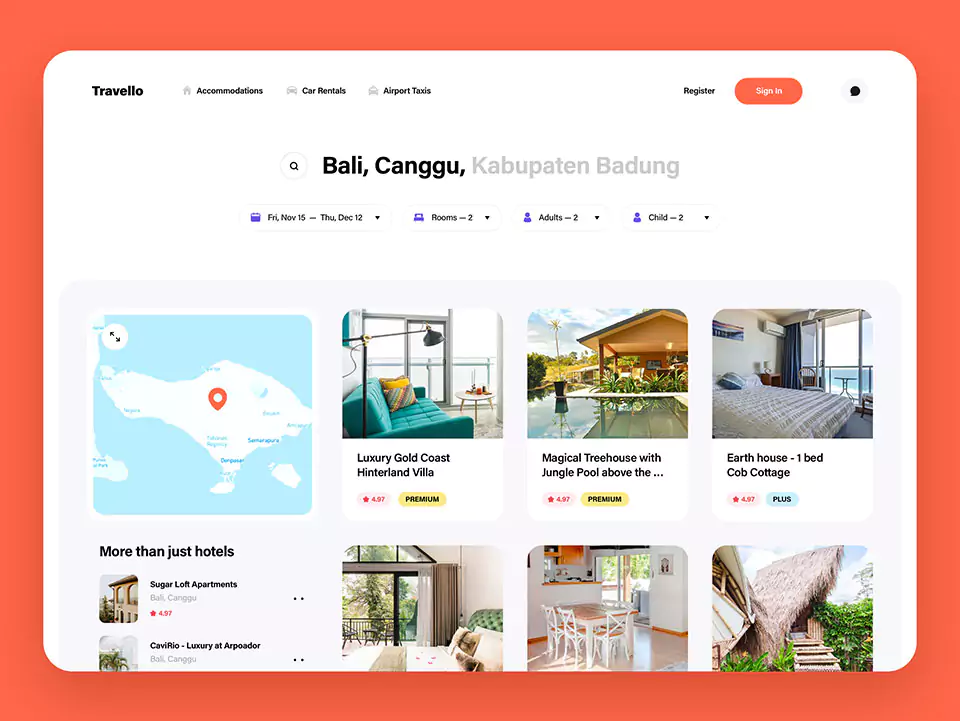 Travello
Accommodations
Car Rentals
Airport Taxis
Register
Sign In
Bali, Canggu, Kabupaten Badung
Fri, Nov 15 — Thu, Dec 12
Rooms — 2
Adults — 2
Child — 2
Negara
Tabanan
Regency
Semarapura
Denpasar
Luxury Gold Coast
Hinterland Villa
4.97
PREMIUM
Magical Treehouse with
Jungle Pool above the ...
4.97
PREMIUM
Earth house - 1 bed
Cob Cottage
4.97
PLUS
More than just hotels
Sugar Loft Apartments
Bali, Canggu
4.97
CaviRio - Luxury at Arpoador
Bali, Canggu